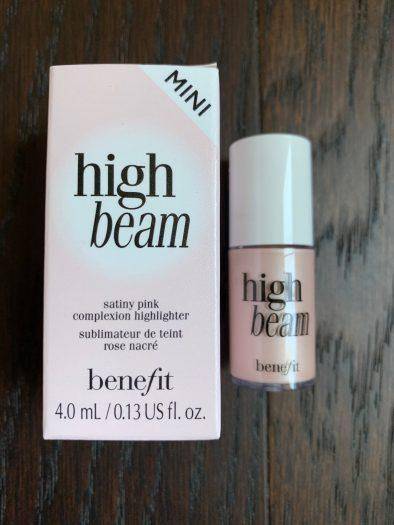 MINI
high
beam
satiny pink
complexion highlighter
sublimateur de teint
rose nacré
benefit
4.0 mL / 0.13 US fl. oz.
high
beam
benefit